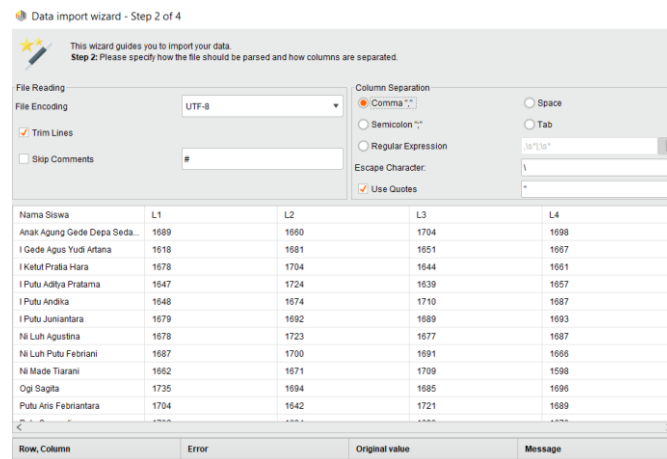 Data import wizard - Step 2 of 4
This wizard guides you to import your data.
Step 2: Please specify how the file should be parsed and how columns are separated.
File Reading
Column Separation
File Encoding UTF-8
Comma "," Space
Trim Lines
Semicolon ";" Tab
Skip Comments #
Regular Expression
Escape Character: \
Use Quotes "
Nama Siswa L1 L2 L3 L4
Anak Agung Gede Depa Seda... 1689 1660 1704 1698
I Gede Agus Yudi Artana 1618 1681 1651 1667
I Ketut Pratia Hara 1678 1704 1644 1661
I Putu Aditya Pratama 1647 1724 1639 1657
I Putu Andika 1648 1674 1710 1687
I Putu Juniantara 1679 1692 1689 1693
Ni Luh Agustina 1678 1723 1677 1687
Ni Luh Putu Febriani 1687 1700 1691 1666
Ni Made Tiarani 1662 1671 1709 1598
Ogi Sagita 1735 1694 1685 1696
Putu Aris Febriantara 1704 1642 1721 1689
Row, Column Error Original value Message